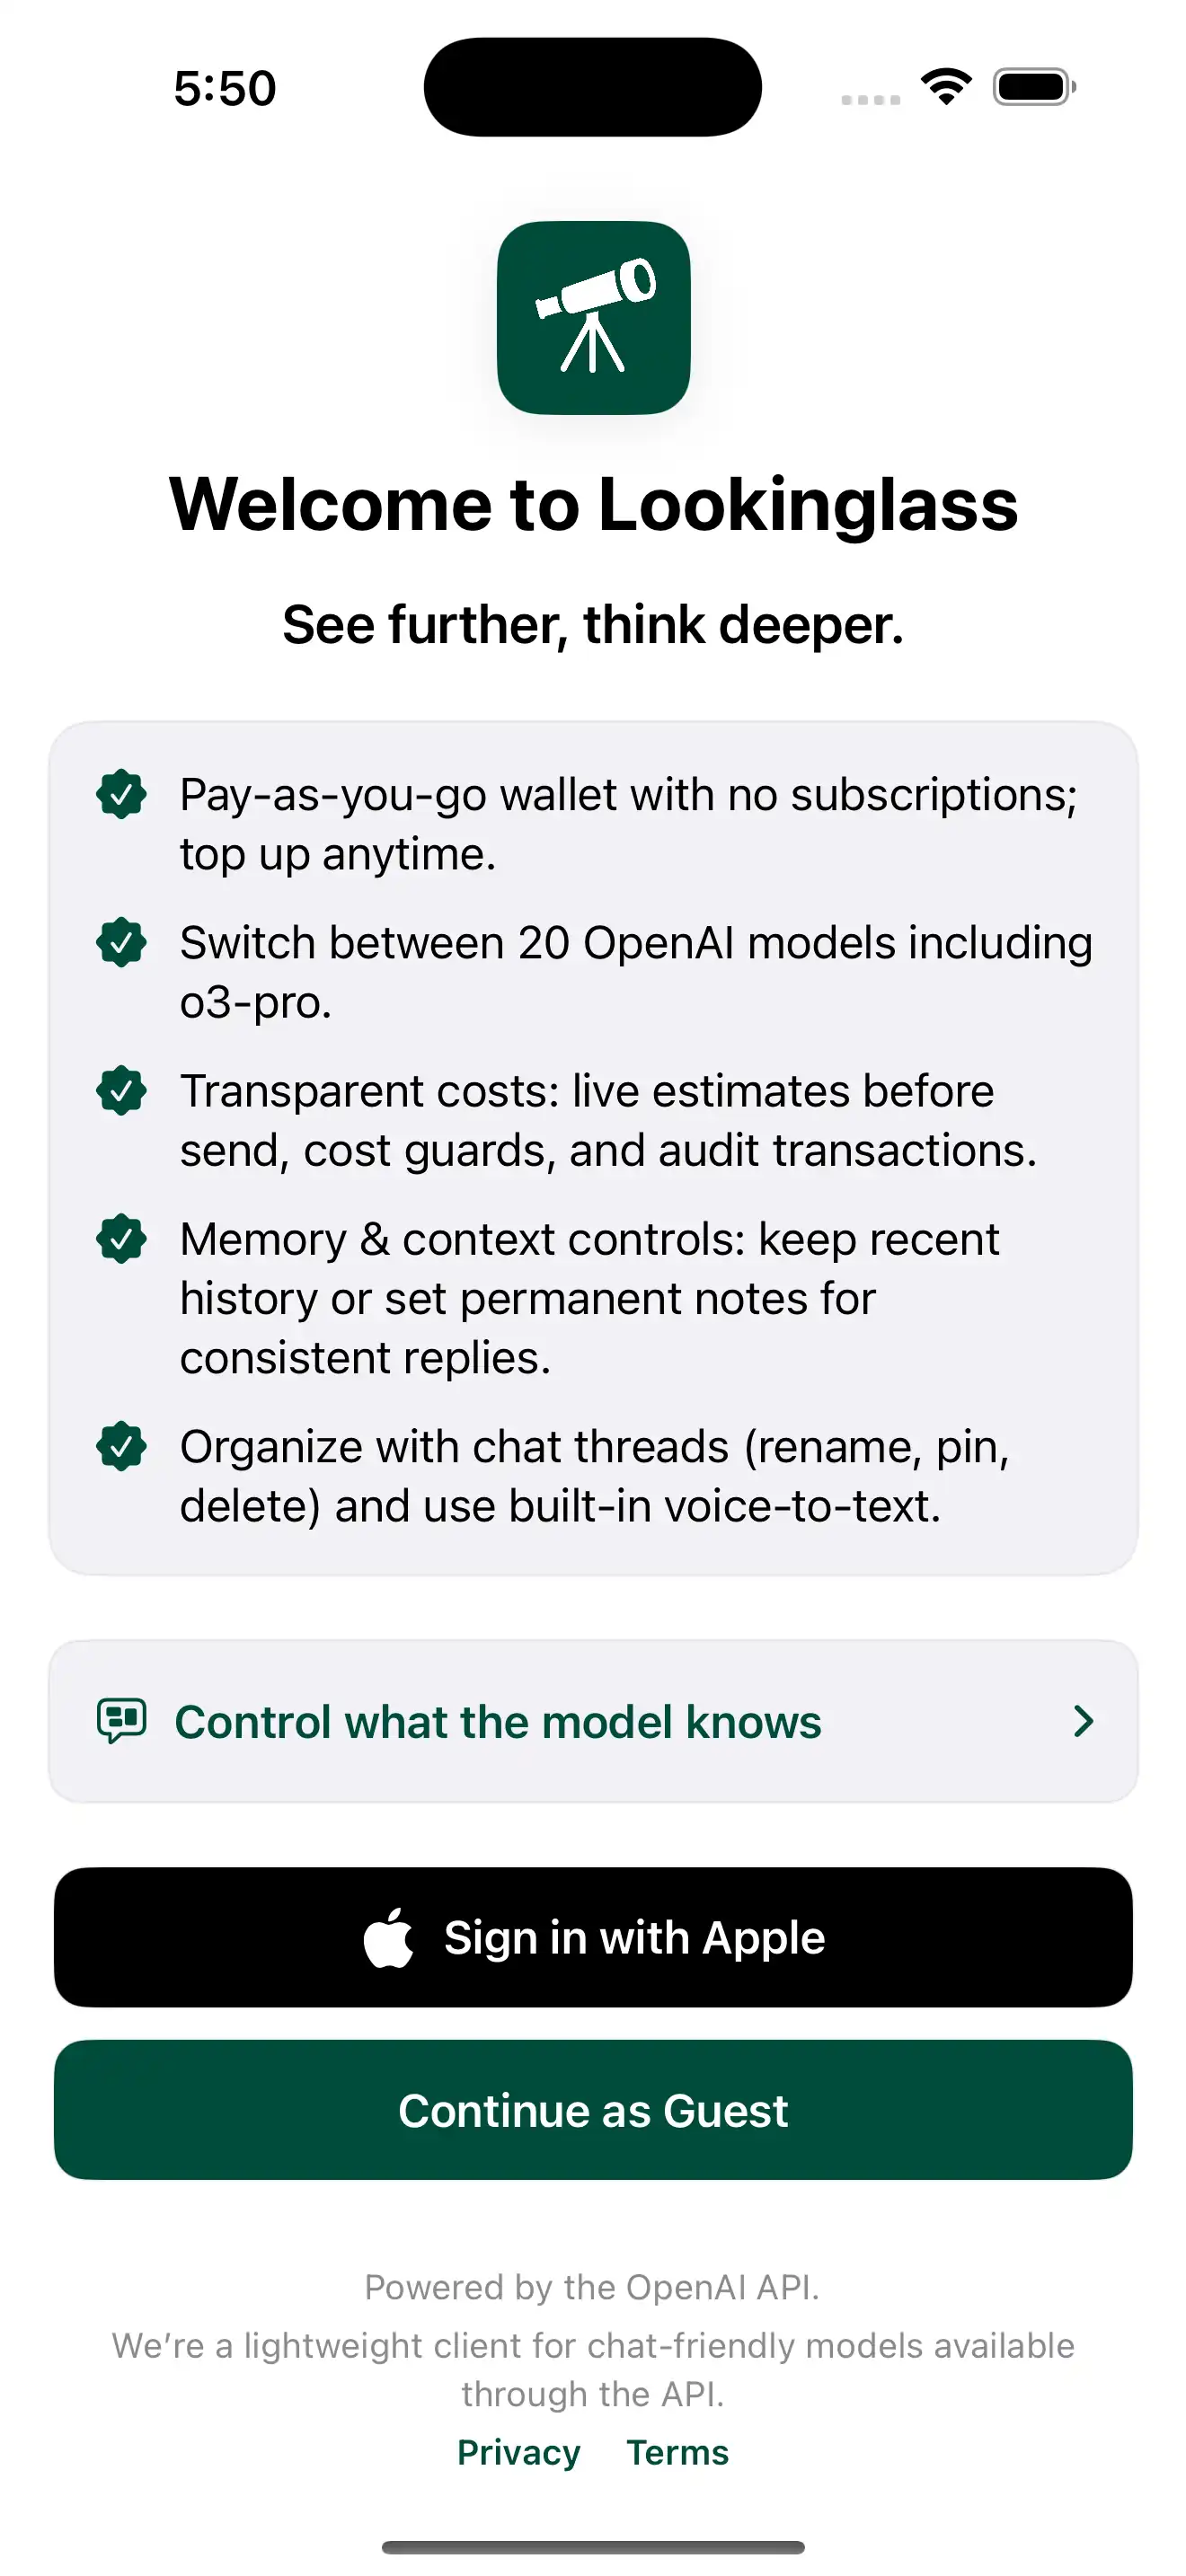 5:50
Welcome to Lookinglass
See further, think deeper.
Pay-as-you-go wallet with no subscriptions;
top up anytime.
Switch between 20 OpenAI models including
o3-pro.
Transparent costs: live estimates before
send, cost guards, and audit transactions.
Memory & context controls: keep recent
history or set permanent notes for
consistent replies.
Organize with chat threads (rename, pin,
delete) and use built-in voice-to-text.
Control what the model knows
Sign in with Apple
Continue as Guest
Powered by the OpenAI API.
We’re a lightweight client for chat-friendly models available
through the API.
Privacy Terms